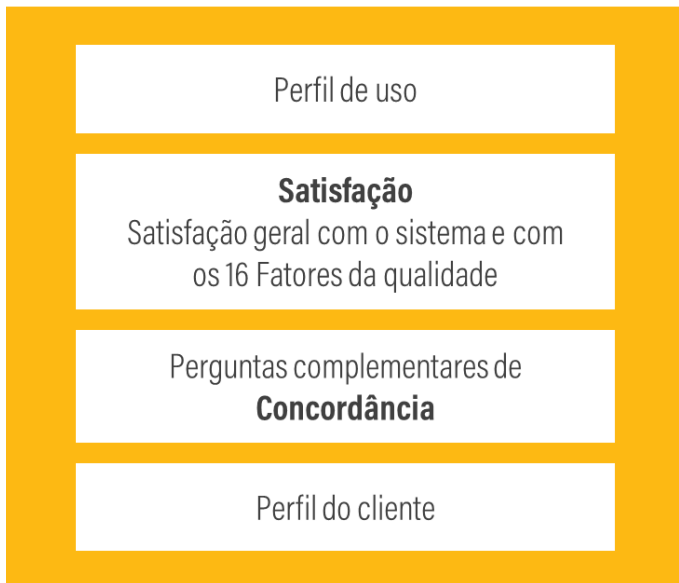 Perfil de uso
Satisfação
Satisfação geral com o sistema e com
os 16 Fatores da qualidade
Perguntas complementares de
Concordância
Perfil do cliente